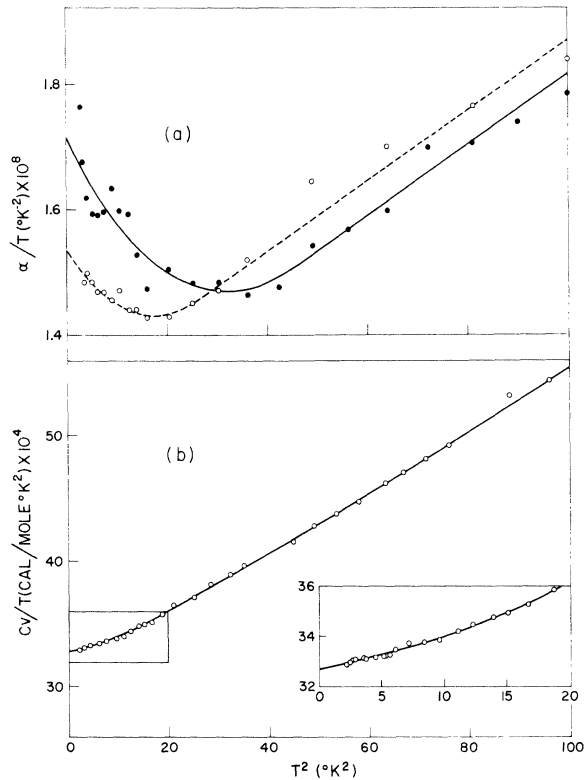 (a)
1.8
1.6
1.4
α/T (°K⁻²) X 10⁸
(b)
50
40
30
Cv/T(CAL/MOLE°K²) X 10⁴
36
34
32
0 5 10 15 20
0 20 40 60 80 100
T² (°K²)